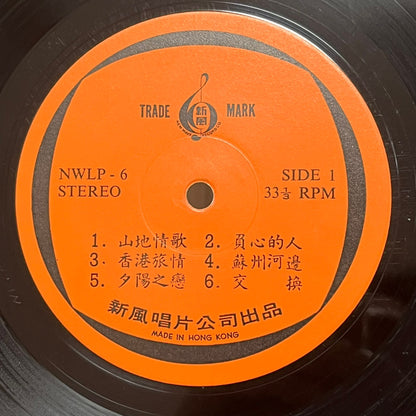 新風
TRADE MARK
NWLP - 6 SIDE 1
STEREO 33⅓ RPM
1. 山地情歌 2. 負心的人
3. 香港旅情 4. 蘇州河邊
5. 夕陽之戀 6. 交換
新風唱片公司出品
MADE IN HONG KONG